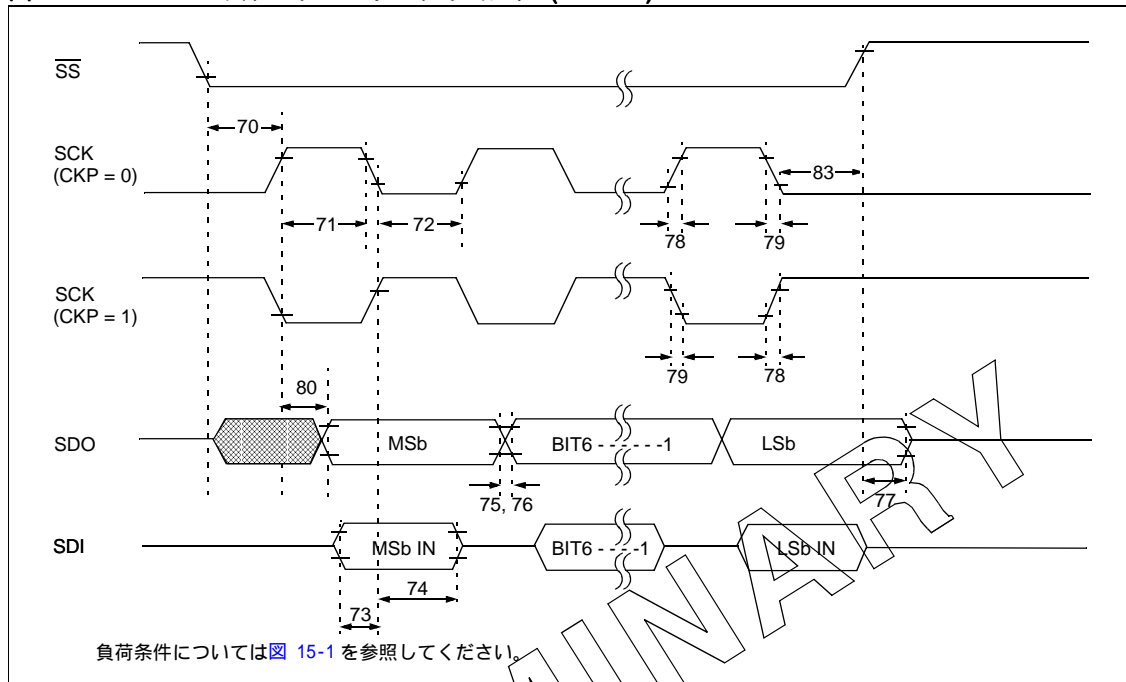 SS
70
SCK
(CKP = 0)
83
71
72
78
79
SCK
(CKP = 1)
79
78
80
SDO
MSb
BIT6 - - - - - -1
LSb
75, 76
77
SDI
MSb IN
BIT6 - - - - -1
LSb IN
74
73
負荷条件については図 15-1 を参照してください。
MINARY